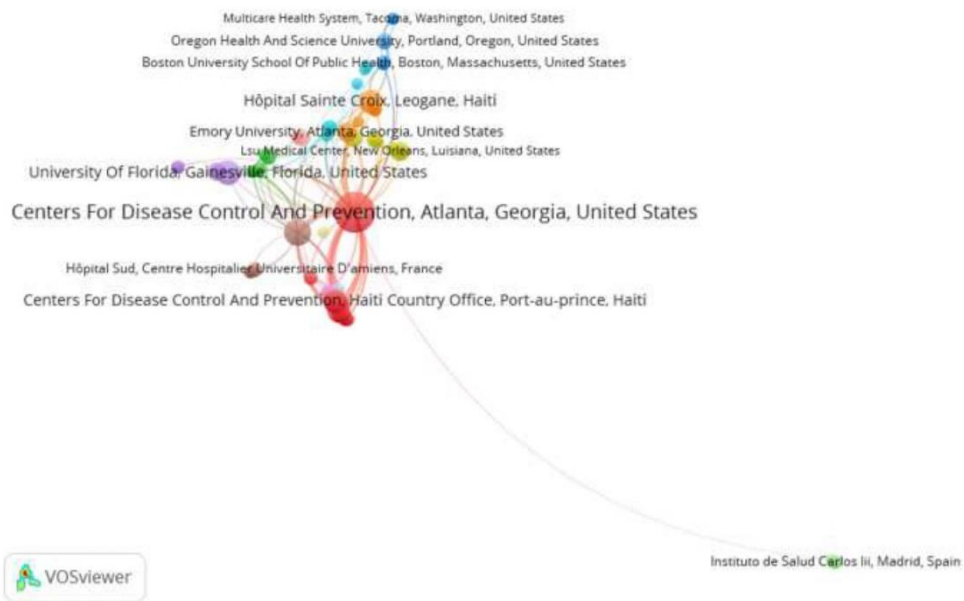 Multicare Health System, Tacoma, Washington, United States
Oregon Health And Science University, Portland, Oregon, United States
Boston University School Of Public Health, Boston, Massachusetts, United States
Hôpital Sainte Croix, Leogane, Haiti
Emory University, Atlanta, Georgia, United States
Lsu Medical Center, New Orleans, Luisiana, United States
University Of Florida, Gainesville, Florida, United States
Centers For Disease Control And Prevention, Atlanta, Georgia, United States
Hôpital Sud, Centre Hospitalier Universitaire D'amiens, France
Centers For Disease Control And Prevention, Haiti Country Office, Port-au-prince, Haiti
Instituto de Salud Carlos Iii, Madrid, Spain
VOSviewer